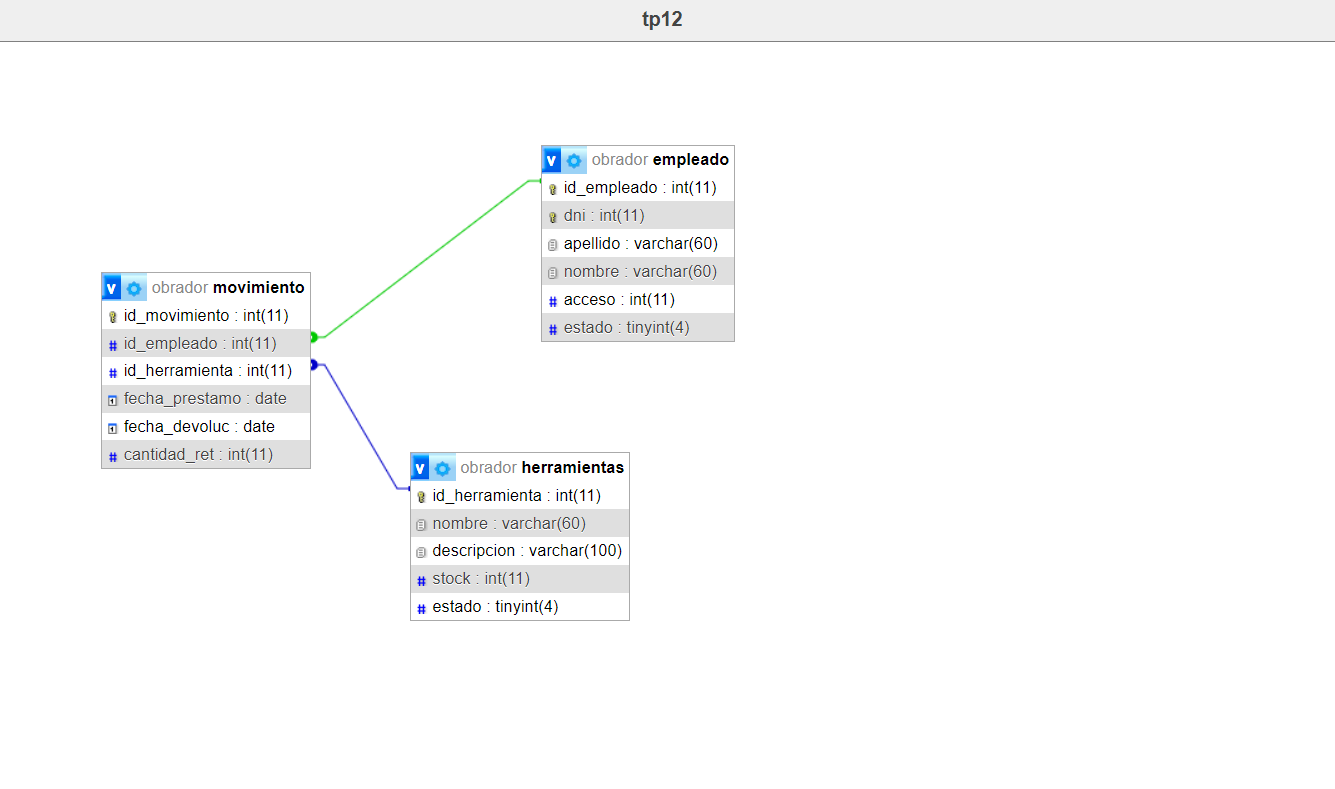 tp12
obrador empleado
id_empleado : int(11)
dni : int(11)
apellido : varchar(60)
nombre : varchar(60)
acceso : int(11)
estado : tinyint(4)
obrador movimiento
id_movimiento : int(11)
id_empleado : int(11)
id_herramienta : int(11)
fecha_prestamo : date
fecha_devoluc : date
cantidad_ret : int(11)
obrador herramientas
id_herramienta : int(11)
nombre : varchar(60)
descripcion : varchar(100)
stock : int(11)
estado : tinyint(4)